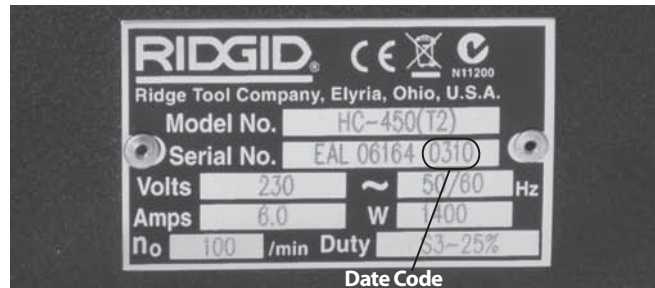 RIDGID® CE
N11200
Ridge Tool Company, Elyria, Ohio, U.S.A.
Model No. HC-450(T2)
Serial No. EAL 06164 0310
Volts 230 ~ 50/60 Hz
Amps 6.0 W 1400
no 100 /min Duty S3-25%
Date Code